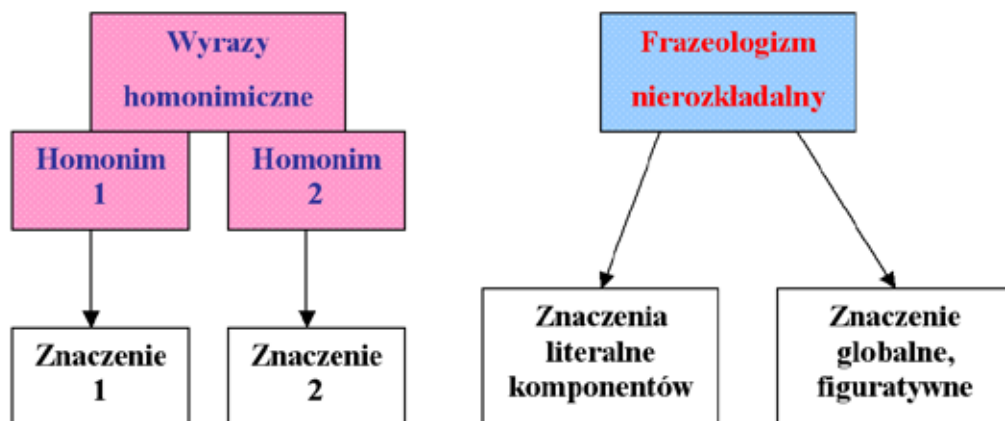 Wyrazy
homonimiczne
Homonim
1
Homonim
2
Znaczenie
1
Znaczenie
2
Frazeologizm
nierozkładalny
Znaczenia
literalne
komponentów
Znaczenie
globalne,
figuratywne